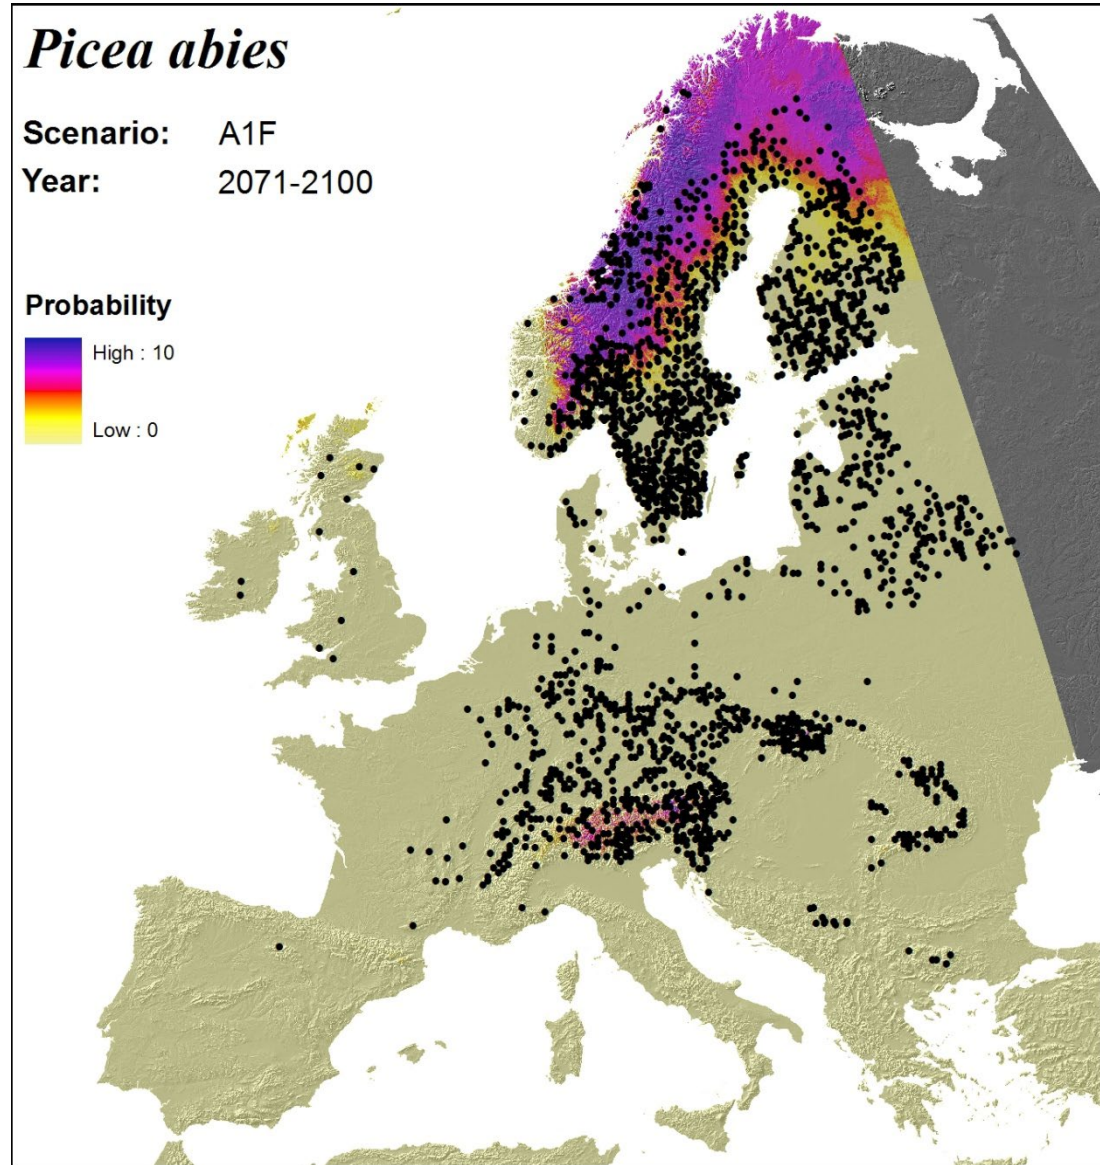 Picea abies
Scenario: A1F
Year: 2071-2100
Probability
High : 10
Low : 0